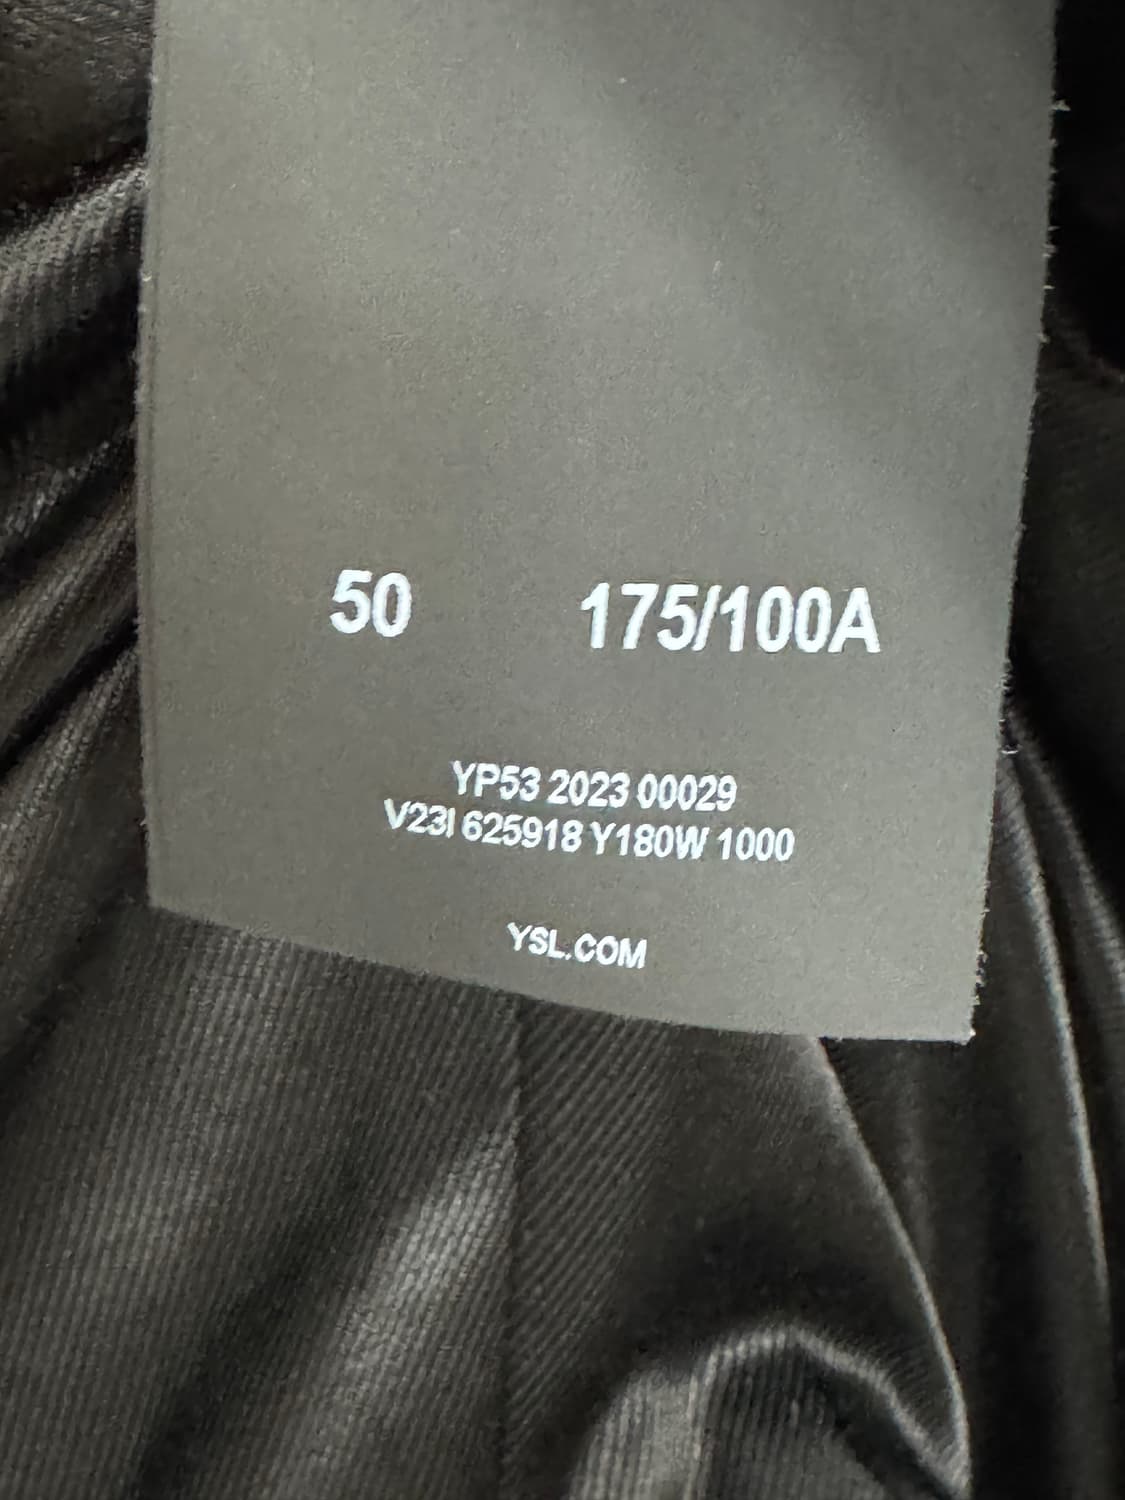 50 175/100A
YP53 2023 00029
V23I 625918 Y180W 1000
YSL.COM